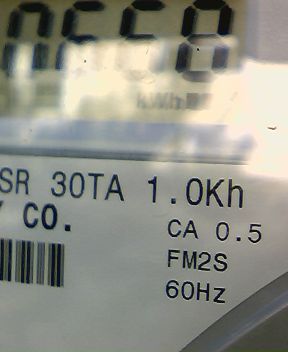 kWh
SR 30TA 1.0Kh
Y CO.
CA 0.5
FM2S
60Hz